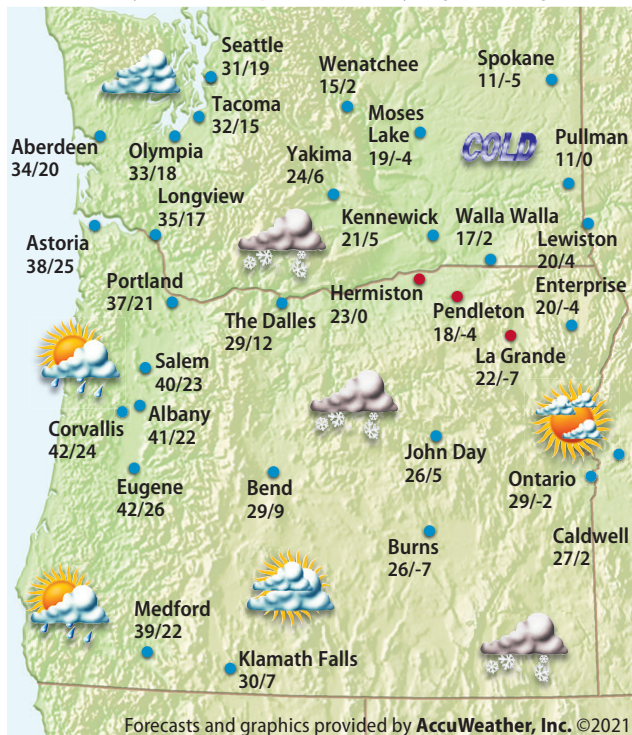 Seattle
31/19
Spokane
11/-5
Wenatchee
15/2
Tacoma
32/15
Moses
Lake
19/-4
COLD
Pullman
11/0
Aberdeen
34/20
Olympia
33/18
Yakima
24/6
Longview
35/17
Kennewick
21/5
Walla Walla
17/2
Lewiston
20/4
Astoria
38/25
Portland
37/21
The Dalles
29/12
Hermiston
23/0
Pendleton
18/-4
Enterprise
20/-4
La Grande
22/-7
Salem
40/23
Albany
41/22
Corvallis
42/24
Eugene
42/26
Bend
29/9
John Day
26/5
Ontario
29/-2
Burns
26/-7
Caldwell
27/2
Medford
39/22
Klamath Falls
30/7
Forecasts and graphics provided by AccuWeather, Inc. ©2021